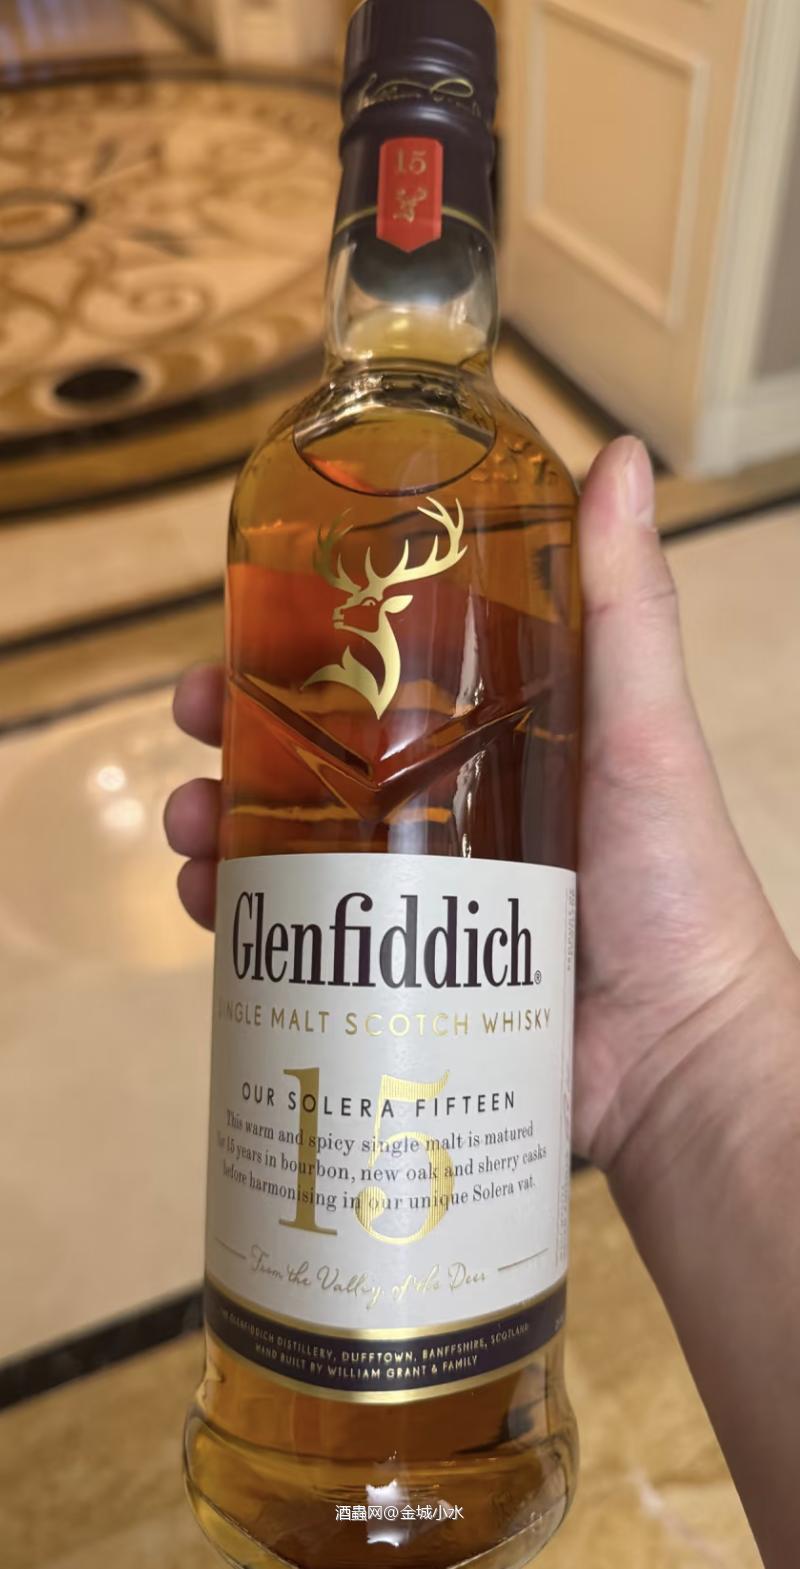 15
Glenfiddich®
SINGLE MALT SCOTCH WHISKY
15
OUR SOLERA FIFTEEN
This warm and spicy single malt is matured
for 15 years in bourbon, new oak and sherry casks
before harmonising in our unique Solera vat.
From the Valley of the Deer
THE GLENFIDDICH DISTILLERY, DUFFTOWN, BANFFSHIRE, SCOTLAND
HAND BUILT BY WILLIAM GRANT & FAMILY
酒蟲网@金城小水